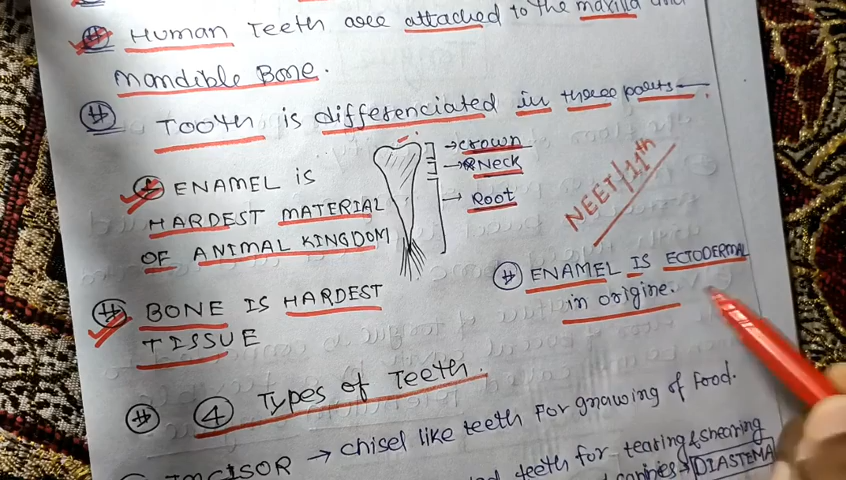 Human Teeth are attached to the maxilla and
mandible Bone.
Tooth is differenciated in three parts
→ crown
→ Neck
→ Root
ENAMEL is
HARDEST MATERIAL
OF ANIMAL KINGDOM
NEET/11th
BONE IS HARDEST
TISSUE
ENAMEL IS ECTODERMAL
in origine.
④ Types of Teeth.
INCISOR → chisel like teeth For gnawing of Food.
teeth for tearing & shearing
DIASTEMA